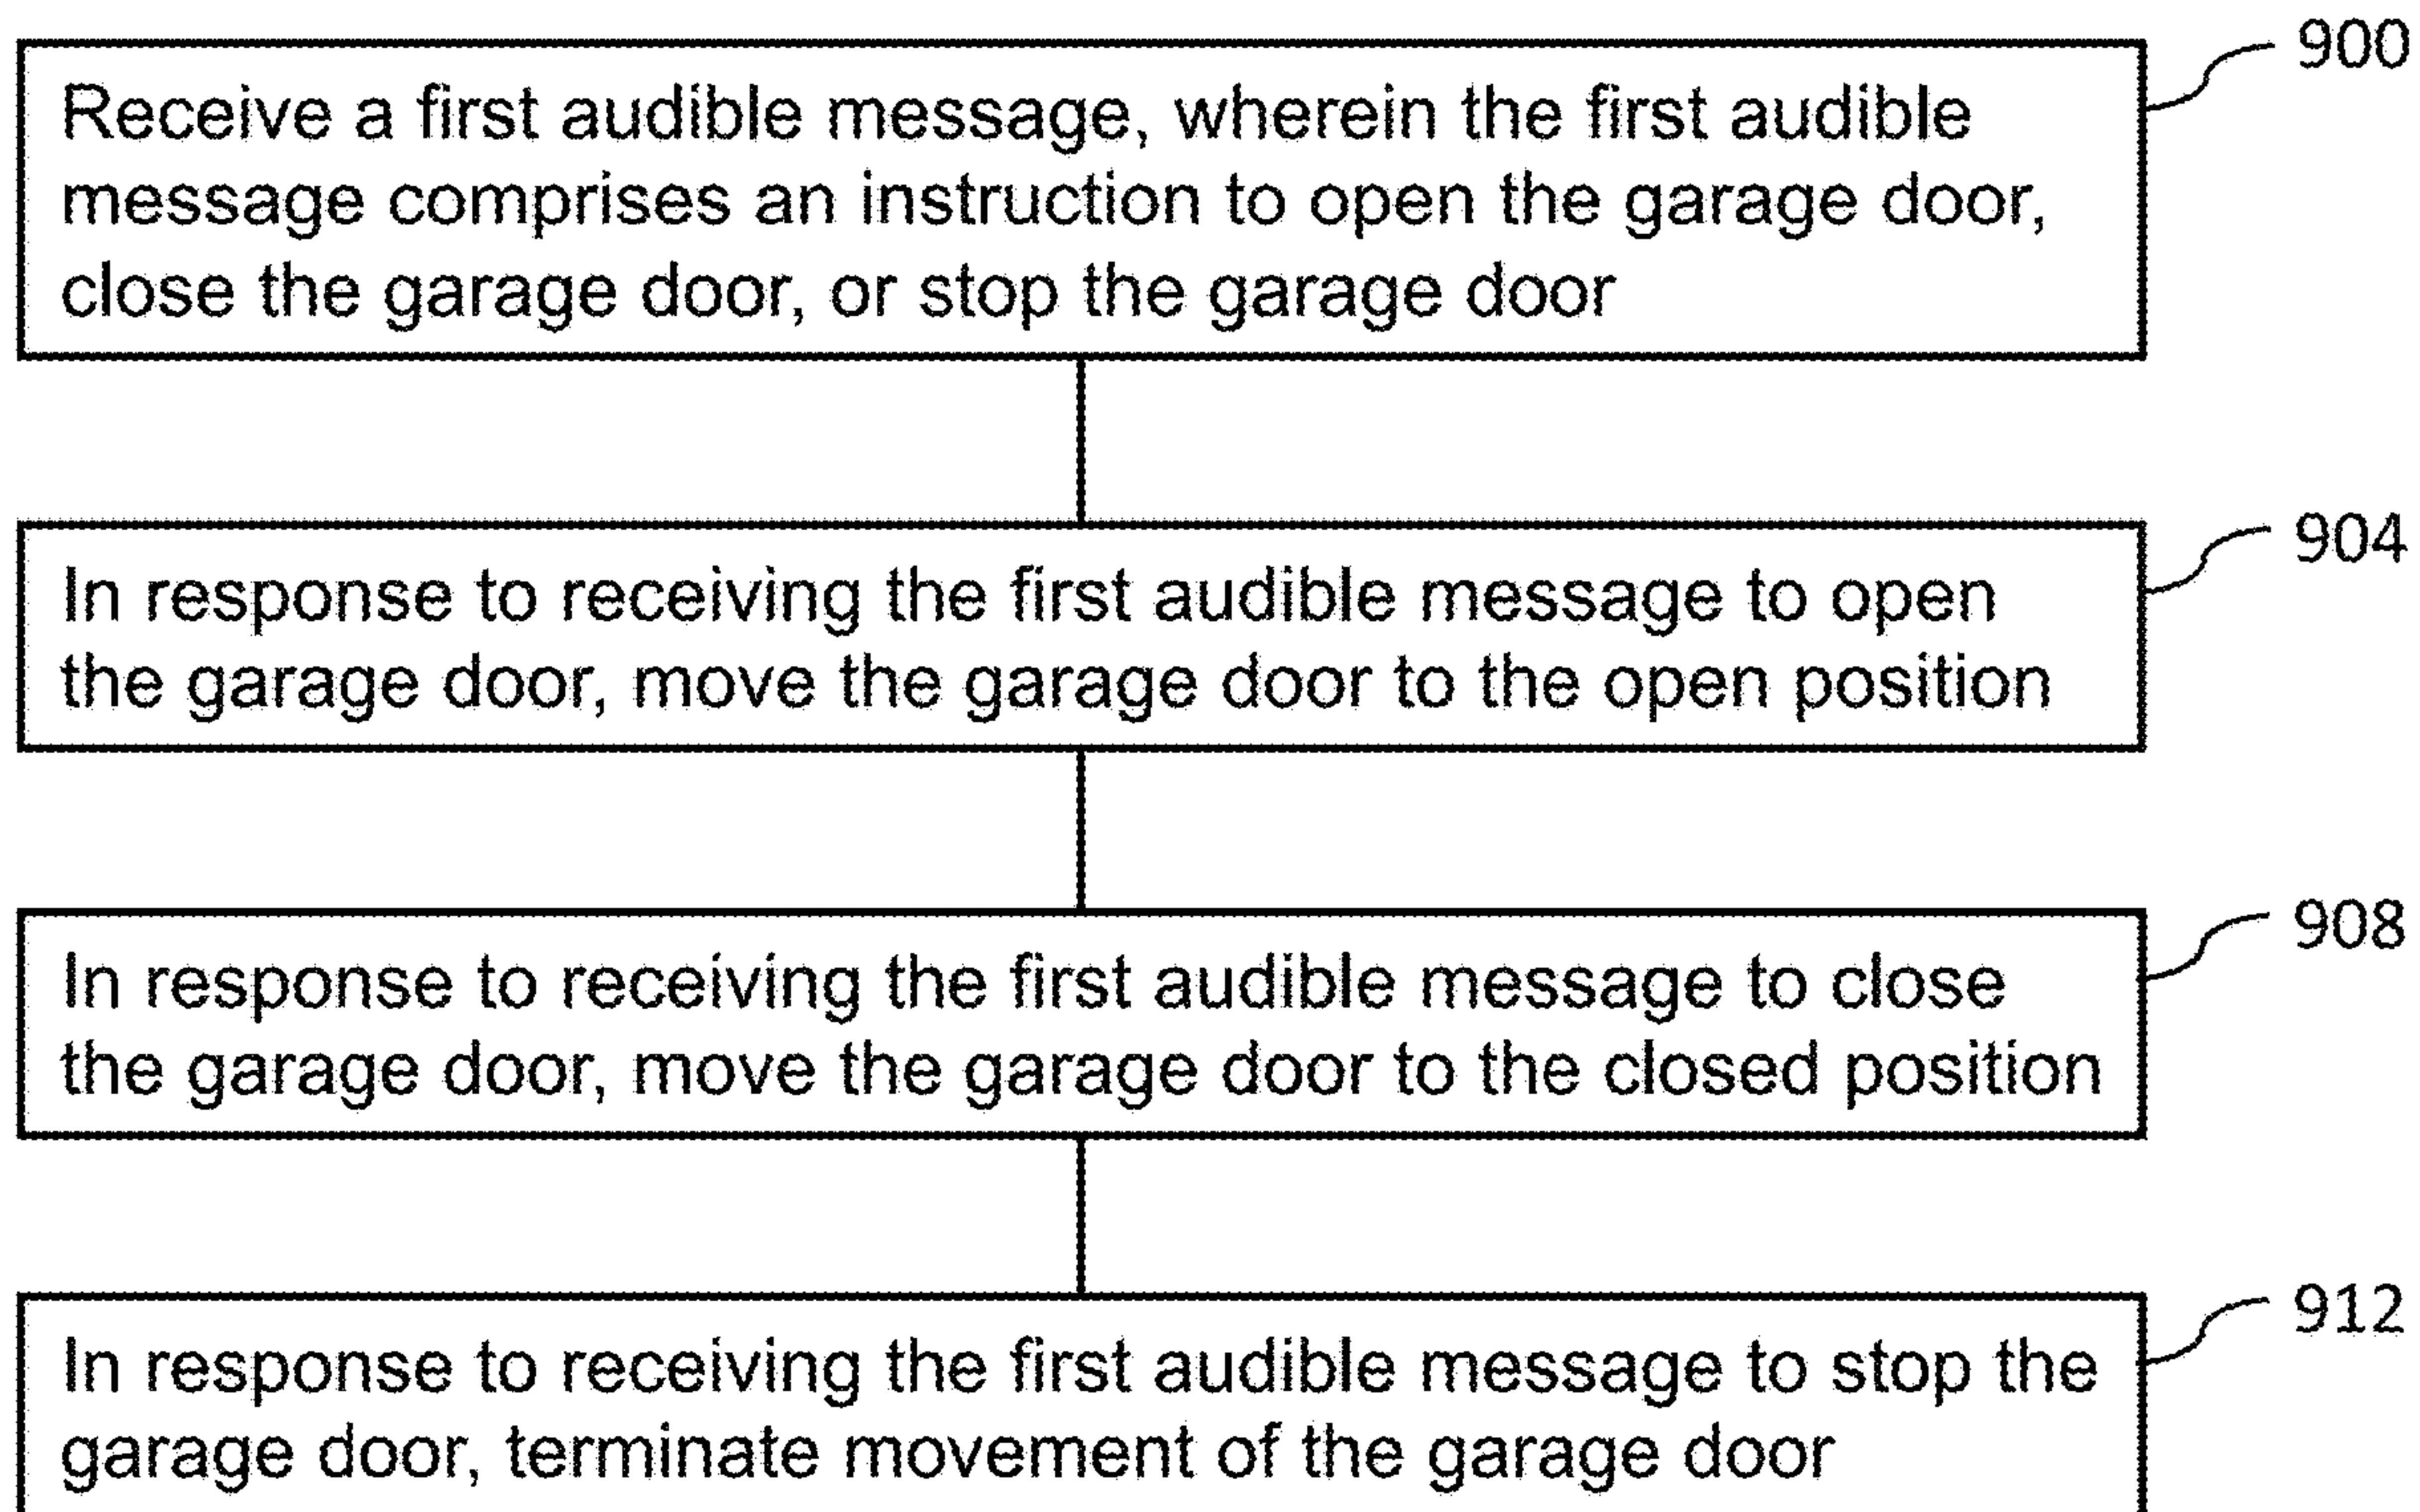 900
Receive a first audible message, wherein the first audible
message comprises an instruction to open the garage door,
close the garage door, or stop the garage door
904
In response to receiving the first audible message to open
the garage door, move the garage door to the open position
908
In response to receiving the first audible message to close
the garage door, move the garage door to the closed position
912
In response to receiving the first audible message to stop the
garage door, terminate movement of the garage door